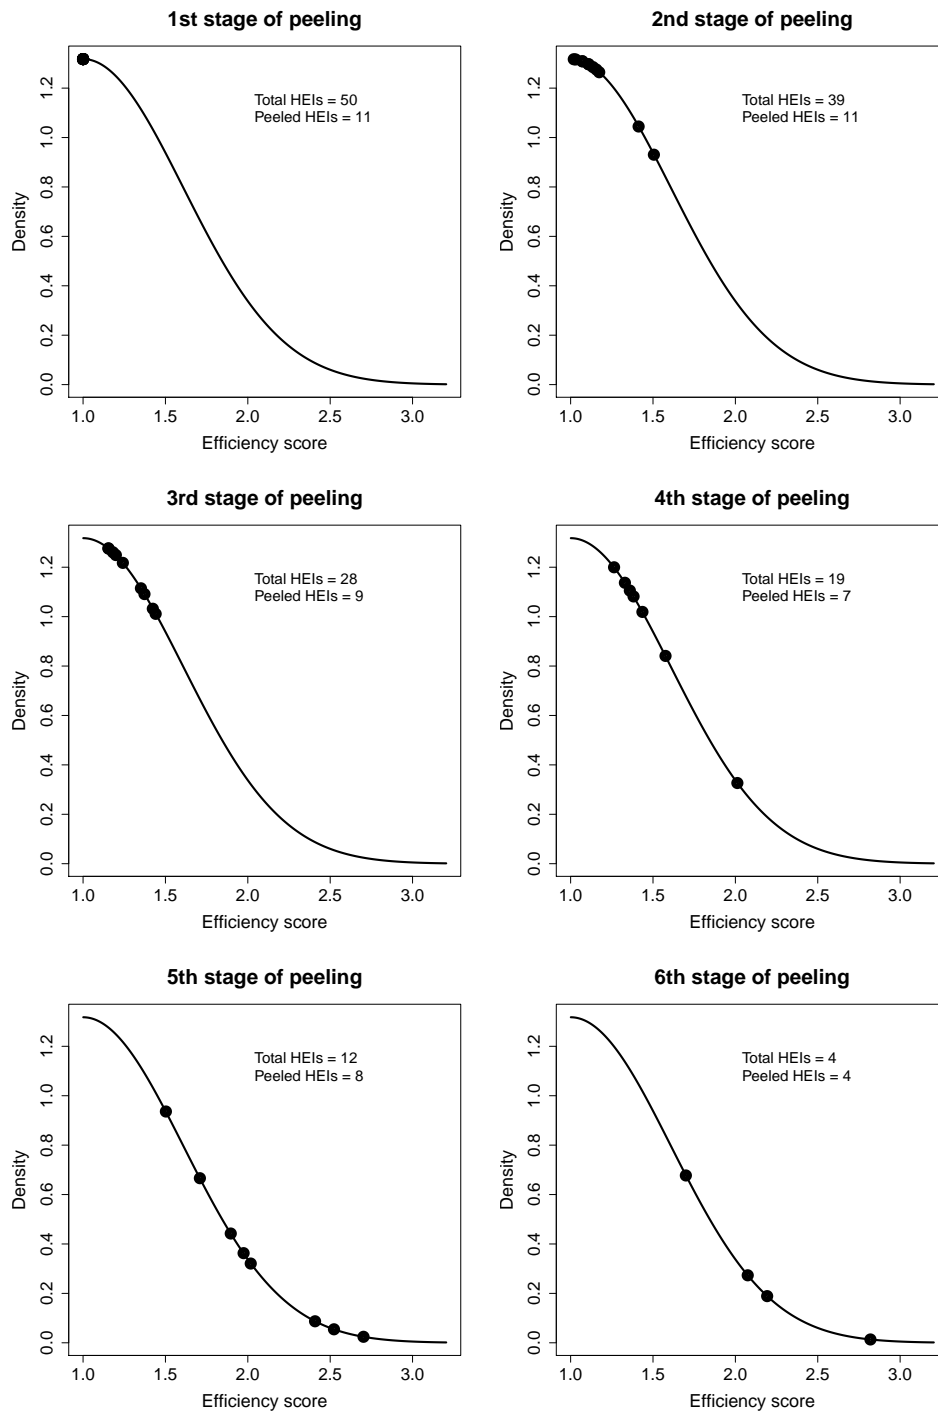 1st stage of peeling
Total HEIs = 50
Peeled HEIs = 11
Density
0.0 0.2 0.4 0.6 0.8 1.0 1.2
1.0 1.5 2.0 2.5 3.0
Efficiency score
2nd stage of peeling
Total HEIs = 39
Peeled HEIs = 11
Density
0.0 0.2 0.4 0.6 0.8 1.0 1.2
1.0 1.5 2.0 2.5 3.0
Efficiency score
3rd stage of peeling
Total HEIs = 28
Peeled HEIs = 9
Density
0.0 0.2 0.4 0.6 0.8 1.0 1.2
1.0 1.5 2.0 2.5 3.0
Efficiency score
4th stage of peeling
Total HEIs = 19
Peeled HEIs = 7
Density
0.0 0.2 0.4 0.6 0.8 1.0 1.2
1.0 1.5 2.0 2.5 3.0
Efficiency score
5th stage of peeling
Total HEIs = 12
Peeled HEIs = 8
Density
0.0 0.2 0.4 0.6 0.8 1.0 1.2
1.0 1.5 2.0 2.5 3.0
Efficiency score
6th stage of peeling
Total HEIs = 4
Peeled HEIs = 4
Density
0.0 0.2 0.4 0.6 0.8 1.0 1.2
1.0 1.5 2.0 2.5 3.0
Efficiency score